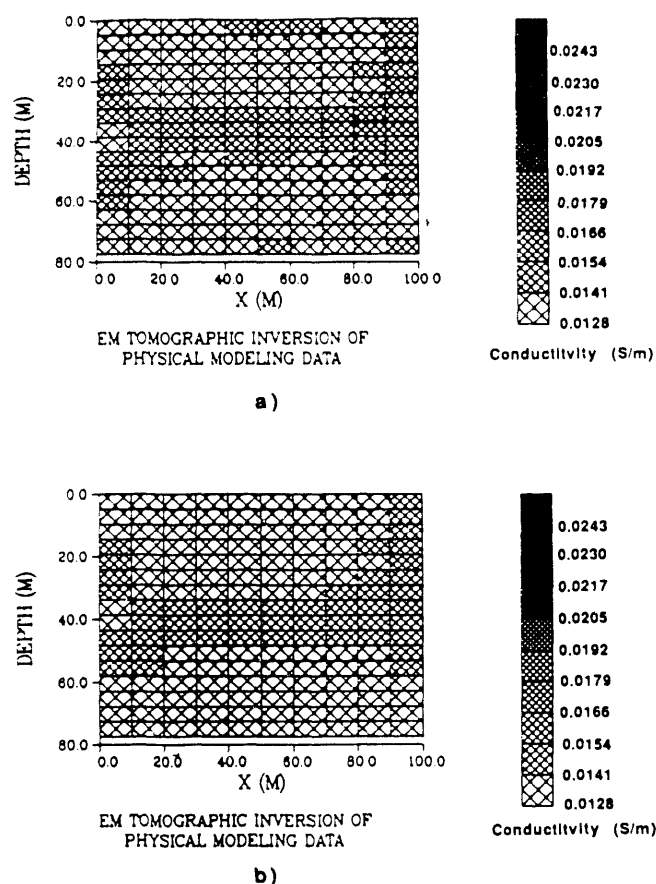 0.0
20.0
40.0
60.0
80.0
DEPTH (M)
0.0 20.0 40.0 60.0 80.0 100.0
X (M)
EM TOMOGRAPHIC INVERSION OF
PHYSICAL MODELING DATA
0.0243
0.0230
0.0217
0.0205
0.0192
0.0179
0.0166
0.0154
0.0141
0.0128
Conductitvity (S/m)
a)
0.0
20.0
40.0
60.0
80.0
DEPTH (M)
0.0 20.0 40.0 60.0 80.0 100.0
X (M)
EM TOMOGRAPHIC INVERSION OF
PHYSICAL MODELING DATA
0.0243
0.0230
0.0217
0.0205
0.0192
0.0179
0.0166
0.0154
0.0141
0.0128
Conductitvity (S/m)
b)